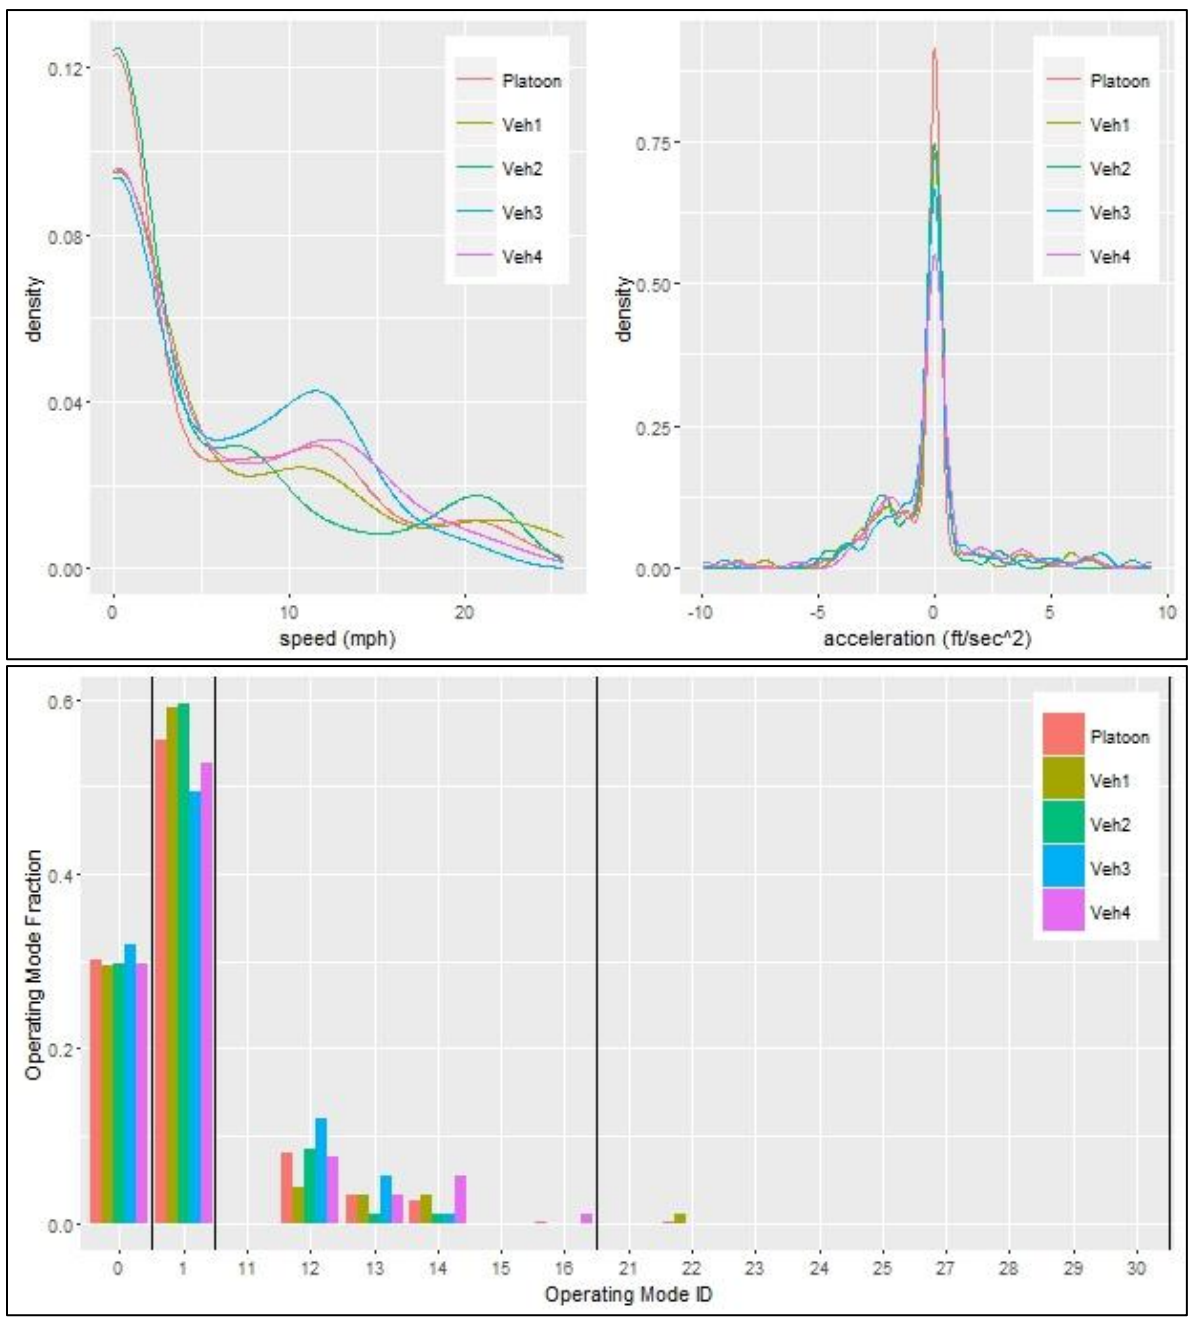 0.12
0.08
0.04
0.00
density
0
10
20
speed (mph)
Platoon
Veh1
Veh2
Veh3
Veh4
0.75
0.50
0.25
0.00
density
-10
-5
0
5
10
acceleration (ft/sec^2)
Platoon
Veh1
Veh2
Veh3
Veh4
0.6
0.4
0.2
0.0
Operating Mode Fraction
0 1 11 12 13 14 15 16 21 22 23 24 25 27 28 29 30
Operating Mode ID
Platoon
Veh1
Veh2
Veh3
Veh4